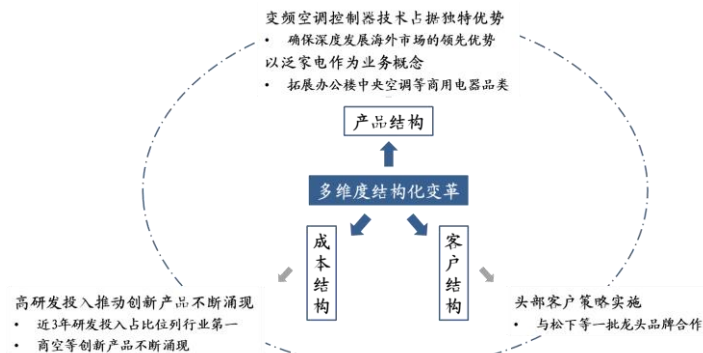 变频空调控制器技术占据独特优势
• 确保深度发展海外市场的领先优势
以泛家电作为业务概念
• 拓展办公楼中央空调等商用电器品类
产品结构
多维度结构化变革
成本结构
客户结构
高研发投入推动创新产品不断涌现
• 近3年研发投入占比位列行业第一
• 商空等创新产品不断涌现
头部客户策略实施
• 与松下等一批龙头品牌合作